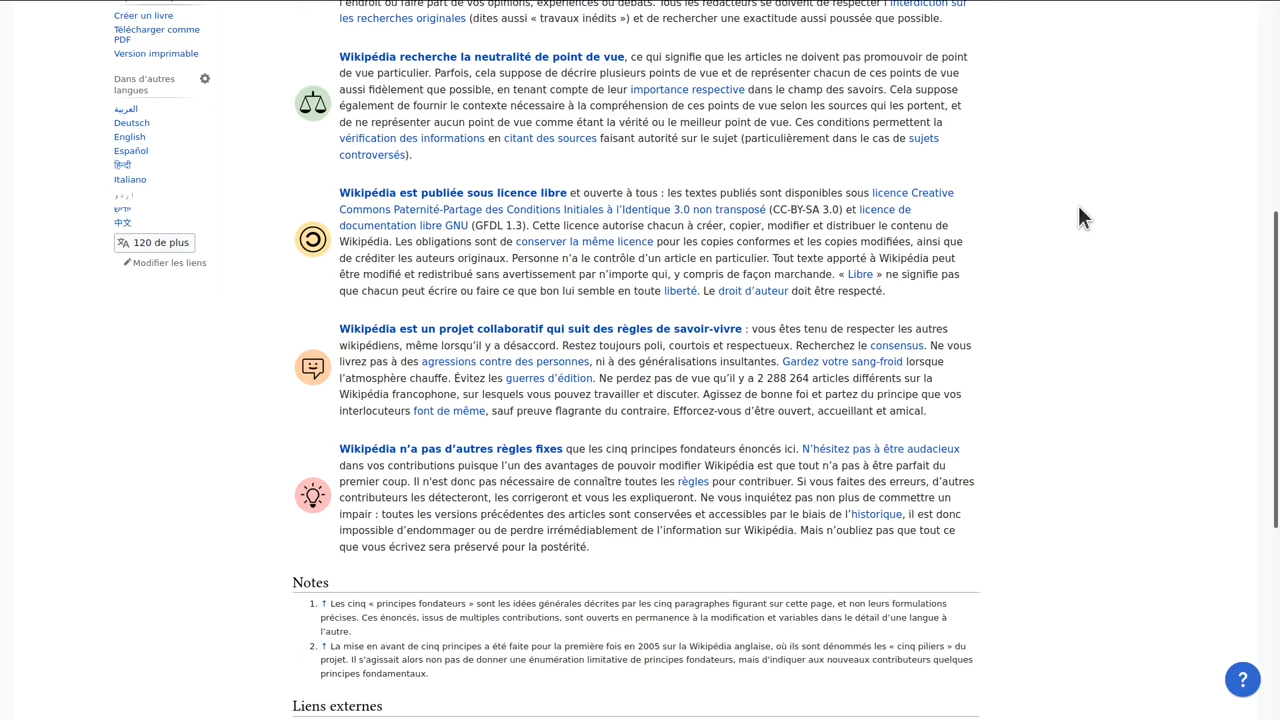 Créer un livre
Télécharger comme
PDF
Version imprimable
Dans d’autres
langues
العربية
Deutsch
English
Español
हिन्दी
Italiano
اردو
ייִדיש
中文
120 de plus
Modifier les liens
l’endroit où faire part de vos opinions, expériences ou débats. Tous les rédacteurs se doivent de respecter l’interdiction sur
les recherches originales (dites aussi « travaux inédits ») et de rechercher une exactitude aussi poussée que possible.
Wikipédia recherche la neutralité de point de vue, ce qui signifie que les articles ne doivent pas promouvoir de point
de vue particulier. Parfois, cela suppose de décrire plusieurs points de vue et de représenter chacun de ces points de vue
aussi fidèlement que possible, en tenant compte de leur importance respective dans le champ des savoirs. Cela suppose
également de fournir le contexte nécessaire à la compréhension de ces points de vue selon les sources qui les portent, et
de ne représenter aucun point de vue comme étant la vérité ou le meilleur point de vue. Ces conditions permettent la
vérification des informations en citant des sources faisant autorité sur le sujet (particulièrement dans le cas de sujets
controversés).
Wikipédia est publiée sous licence libre et ouverte à tous : les textes publiés sont disponibles sous licence Creative
Commons Paternité-Partage des Conditions Initiales à l’Identique 3.0 non transposé (CC-BY-SA 3.0) et licence de
documentation libre GNU (GFDL 1.3). Cette licence autorise chacun à créer, copier, modifier et distribuer le contenu de
Wikipédia. Les obligations sont de conserver la même licence pour les copies conformes et les copies modifiées, ainsi que
de créditer les auteurs originaux. Personne n’a le contrôle d’un article en particulier. Tout texte apporté à Wikipédia peut
être modifié et redistribué sans avertissement par n’importe qui, y compris de façon marchande. « Libre » ne signifie pas
que chacun peut écrire ou faire ce que bon lui semble en toute liberté. Le droit d’auteur doit être respecté.
Wikipédia est un projet collaboratif qui suit des règles de savoir-vivre : vous êtes tenu de respecter les autres
wikipédiens, même lorsqu’il y a désaccord. Restez toujours poli, courtois et respectueux. Recherchez le consensus. Ne vous
livrez pas à des agressions contre des personnes, ni à des généralisations insultantes. Gardez votre sang-froid lorsque
l’atmosphère chauffe. Évitez les guerres d’édition. Ne perdez pas de vue qu’il y a 2 288 264 articles différents sur la
Wikipédia francophone, sur lesquels vous pouvez travailler et discuter. Agissez de bonne foi et partez du principe que vos
interlocuteurs font de même, sauf preuve flagrante du contraire. Efforcez-vous d’être ouvert, accueillant et amical.
Wikipédia n’a pas d’autres règles fixes que les cinq principes fondateurs énoncés ici. N’hésitez pas à être audacieux
dans vos contributions puisque l’un des avantages de pouvoir modifier Wikipédia est que tout n’a pas à être parfait du
premier coup. Il n'est donc pas nécessaire de connaître toutes les règles pour contribuer. Si vous faites des erreurs, d’autres
contributeurs les détecteront, les corrigeront et vous les expliqueront. Ne vous inquiétez pas non plus de commettre un
impair : toutes les versions précédentes des articles sont conservées et accessibles par le biais de l’historique, il est donc
impossible d’endommager ou de perdre irrémédiablement de l’information sur Wikipédia. Mais n’oubliez pas que tout ce
que vous écrivez sera préservé pour la postérité.
Notes
1. ↑ Les cinq « principes fondateurs » sont les idées générales décrites par les cinq paragraphes figurant sur cette page, et non leurs formulations
précises. Ces énoncés, issus de multiples contributions, sont ouverts en permanence à la modification et variables dans le détail d’une langue à
l’autre.
2. ↑ La mise en avant de cinq principes a été faite pour la première fois en 2005 sur la Wikipédia anglaise, où ils sont dénommés les « cinq piliers » du
projet. Il s'agissait alors non pas de donner une énumération limitative de principes fondateurs, mais d'indiquer aux nouveaux contributeurs quelques
principes fondamentaux.
Liens externes
?